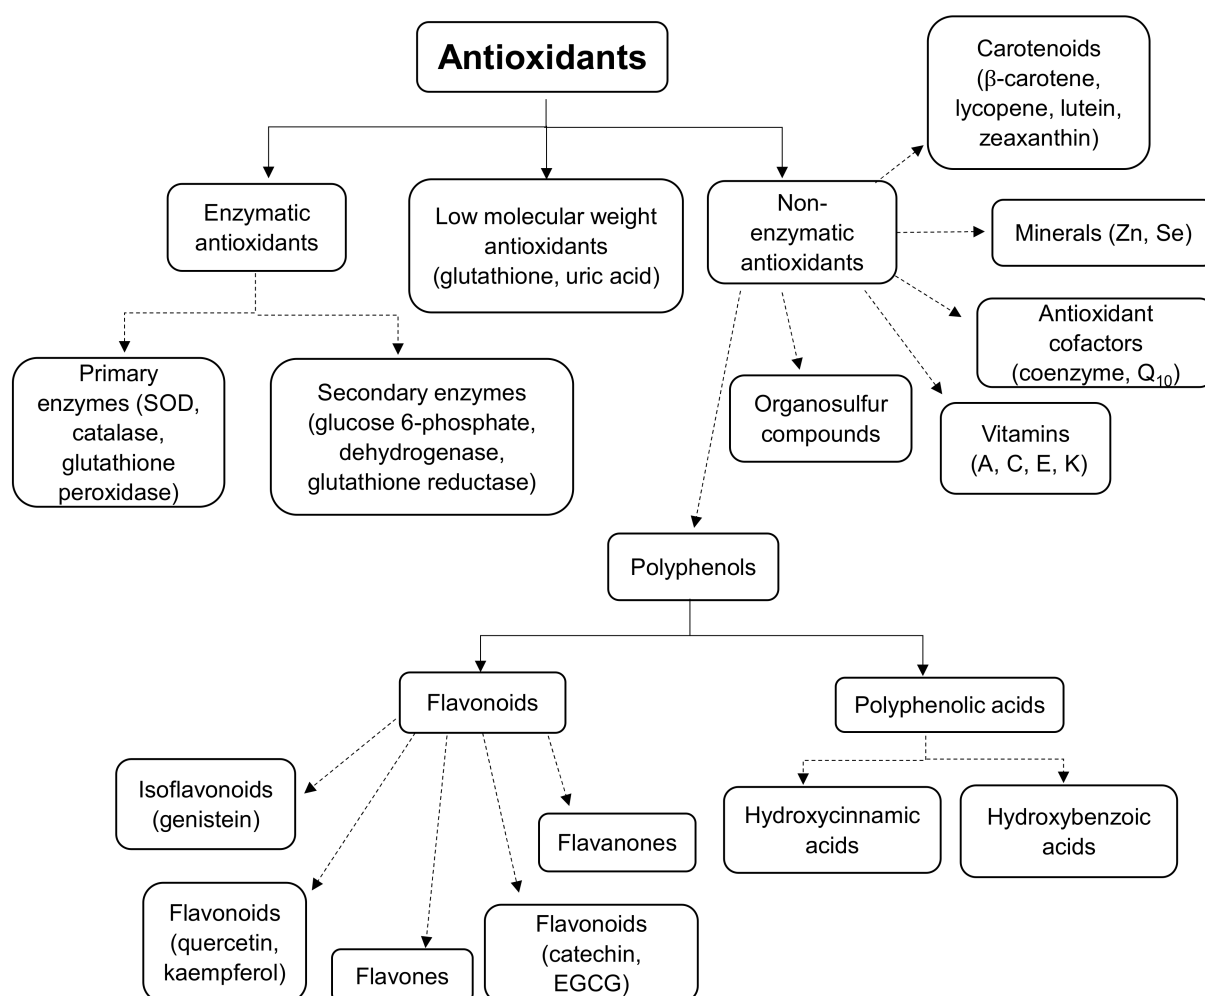 Antioxidants
Carotenoids
(β-carotene,
lycopene, lutein,
zeaxanthin)
Enzymatic
antioxidants
Low molecular weight
antioxidants
(glutathione, uric acid)
Non-
enzymatic
antioxidants
Minerals (Zn, Se)
Antioxidant
cofactors
(coenzyme, Q10)
Primary
enzymes (SOD,
catalase,
glutathione
peroxidase)
Secondary enzymes
(glucose 6-phosphate,
dehydrogenase,
glutathione reductase)
Organosulfur
compounds
Vitamins
(A, C, E, K)
Polyphenols
Flavonoids
Polyphenolic acids
Isoflavonoids
(genistein)
Flavanones
Hydroxycinnamic
acids
Hydroxybenzoic
acids
Flavonoids
(quercetin,
kaempferol)
Flavones
Flavonoids
(catechin,
EGCG)